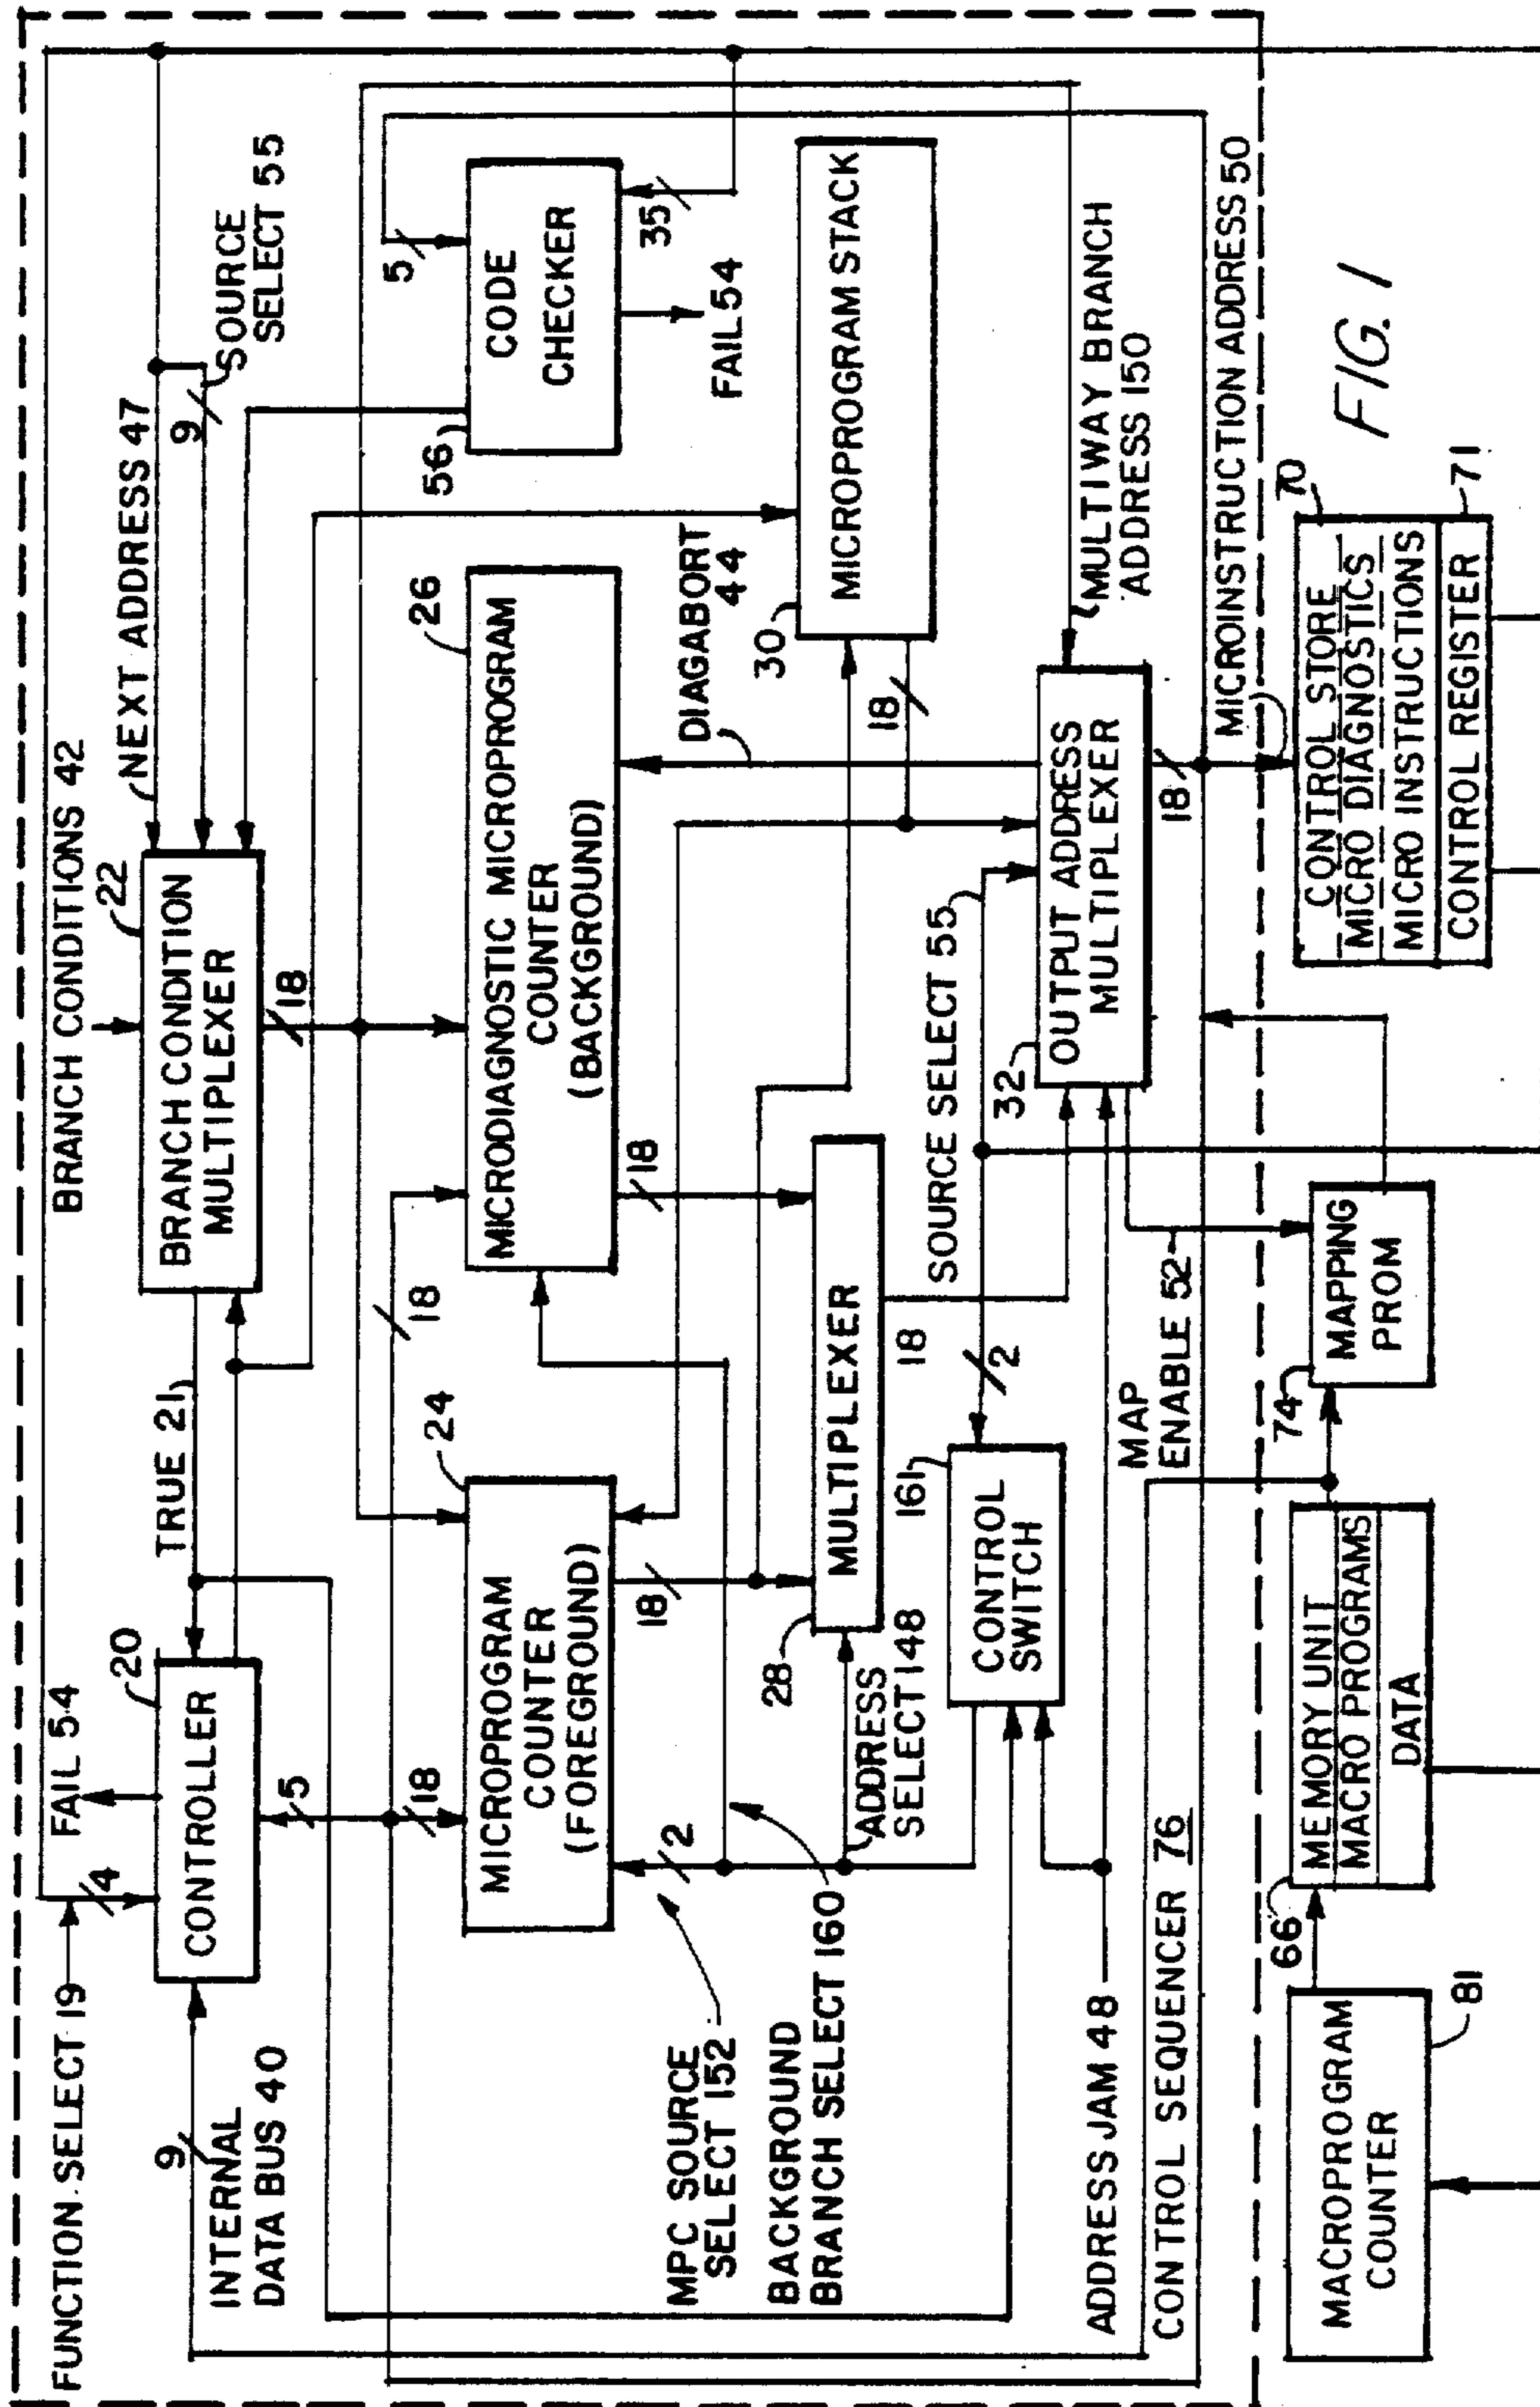 FUNCTION SELECT 19
4
FAIL 54
BRANCH CONDITIONS 42
NEXT ADDRESS 47
9
SOURCE
SELECT 55
INTERNAL
DATA BUS 40
9
CONTROLLER
20
TRUE 21
BRANCH CONDITION
MULTIPLEXER
22
5
18
18
18
MICROPROGRAM
COUNTER
(FOREGROUND)
24
MICRODIAGNOSTIC MICROPROGRAM
COUNTER
(BACKGROUND)
26
56
CODE
CHECKER
5
35
FAIL 54
MPC SOURCE
SELECT 152
2
18
18
DIAGABORT
44
30
MICROPROGRAM STACK
18
BACKGROUND
BRANCH SELECT 160
ADDRESS
SELECT 148
28
MULTIPLEXER
18
161
CONTROL
SWITCH
2
SOURCE SELECT 55
32
OUTPUT ADDRESS
MULTIPLEXER
18
MULTIWAY BRANCH
ADDRESS 150
ADDRESS JAM 48
MAP
ENABLE 52
CONTROL SEQUENCER 76
MICROINSTRUCTION ADDRESS 50
MACROPROGRAM
COUNTER
81
66
MEMORY UNIT
MACRO PROGRAMS
DATA
74
MAPPING
PROM
CONTROL STORE
MICRO DIAGNOSTICS
MICRO INSTRUCTIONS
CONTROL REGISTER
70
71
FIG. 1